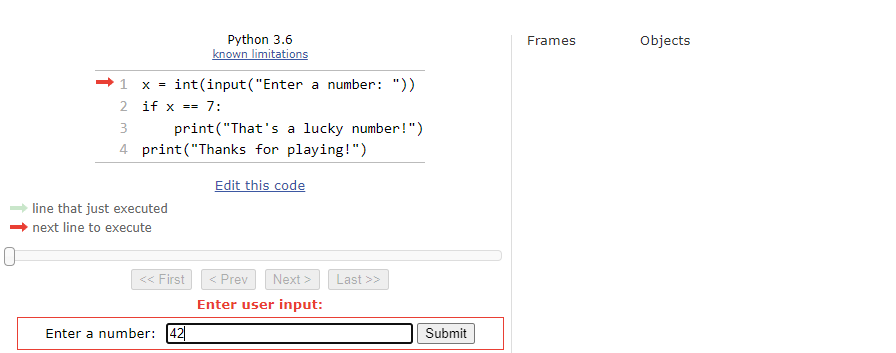 Python 3.6
known limitations
Frames Objects
1 x = int(input("Enter a number: "))
2 if x == 7:
3     print("That's a lucky number!")
4 print("Thanks for playing!")
Edit this code
line that just executed
next line to execute
<< First < Prev Next > Last >>
Enter user input:
Enter a number: 42 Submit